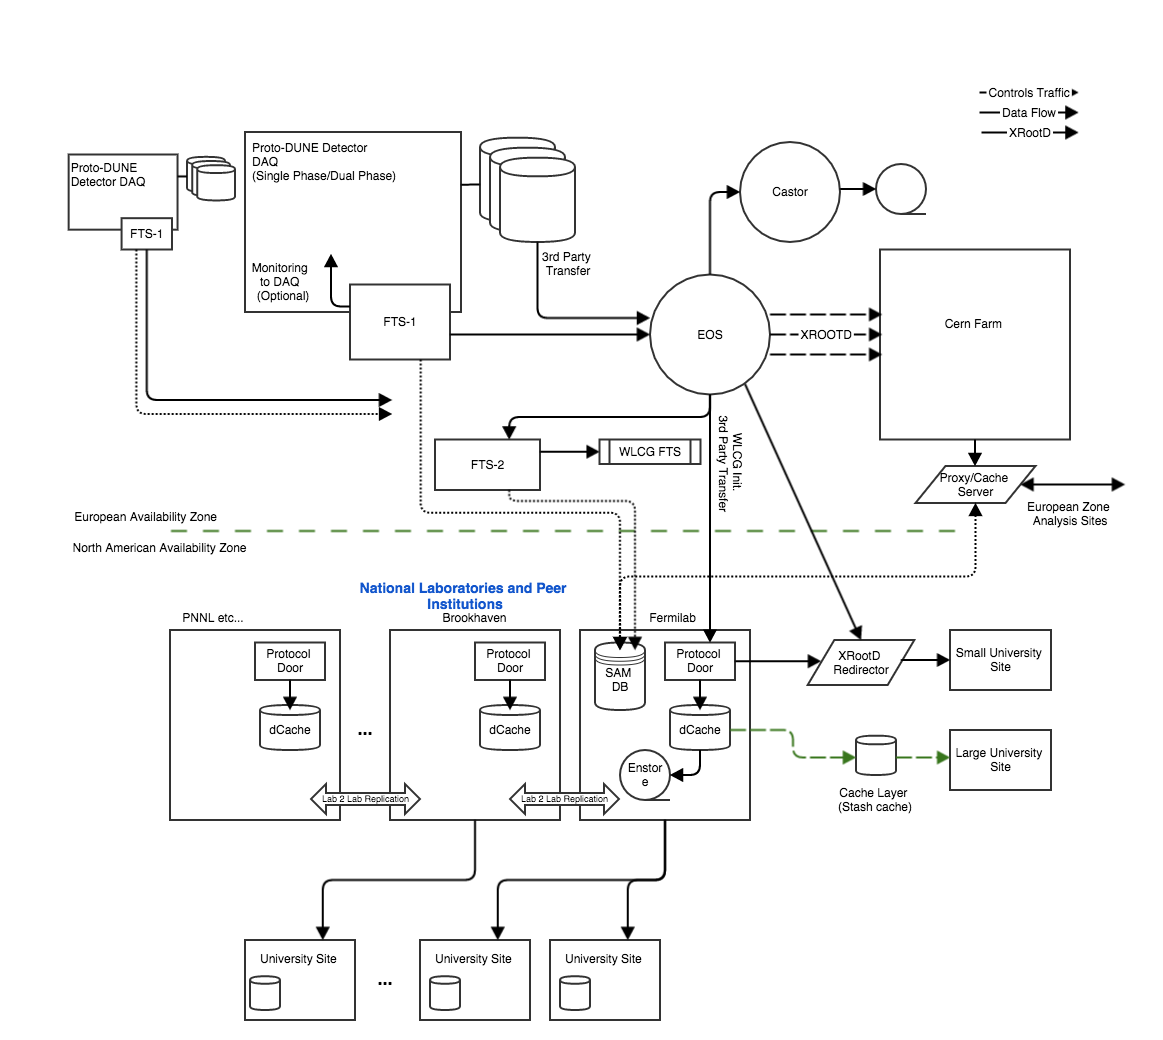 Controls Traffic
Data Flow
XRootD
Proto-DUNE
Detector DAQ
FTS-1
Proto-DUNE Detector
DAQ
(Single Phase/Dual Phase)
Monitoring
to DAQ
(Optional)
FTS-1
3rd Party
Transfer
Castor
EOS
XROOTD
Cern Farm
FTS-2
WLCG FTS
WLCG Init.
3rd Party Transfer
Proxy/Cache
Server
European Zone
Analysis Sites
European Availability Zone
North American Availability Zone
National Laboratories and Peer
Institutions
PNNL etc...
Brookhaven
Fermilab
Protocol
Door
dCache
...
Protocol
Door
dCache
SAM
DB
Protocol
Door
dCache
Enstor
e
Lab 2 Lab Replication
Lab 2 Lab Replication
XRootD
Redirector
Small University
Site
Cache Layer
(Stash cache)
Large University
Site
University Site
...
University Site
University Site